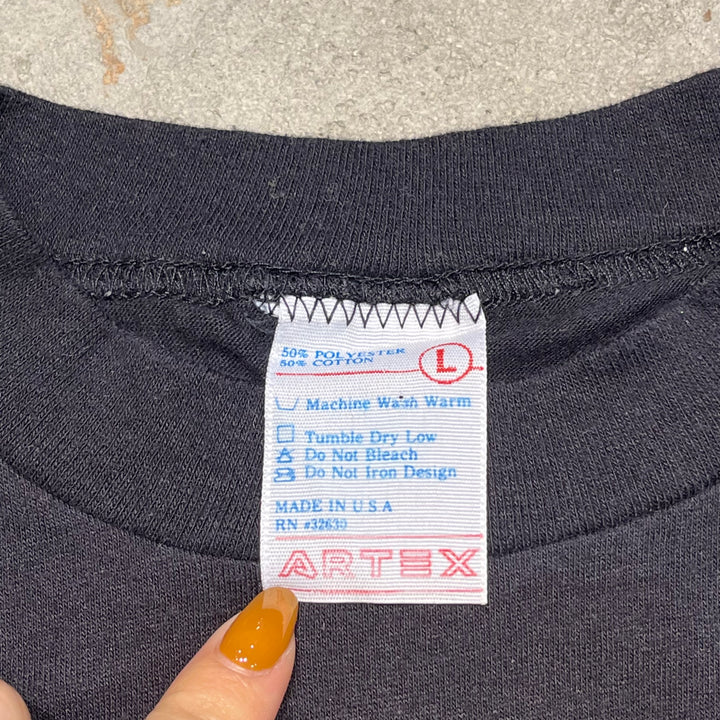 50% POLYESTER
50% COTTON
L
Machine Wash Warm
Tumble Dry Low
Do Not Bleach
Do Not Iron Design
MADE IN U S A
RN #32630
ARTEX